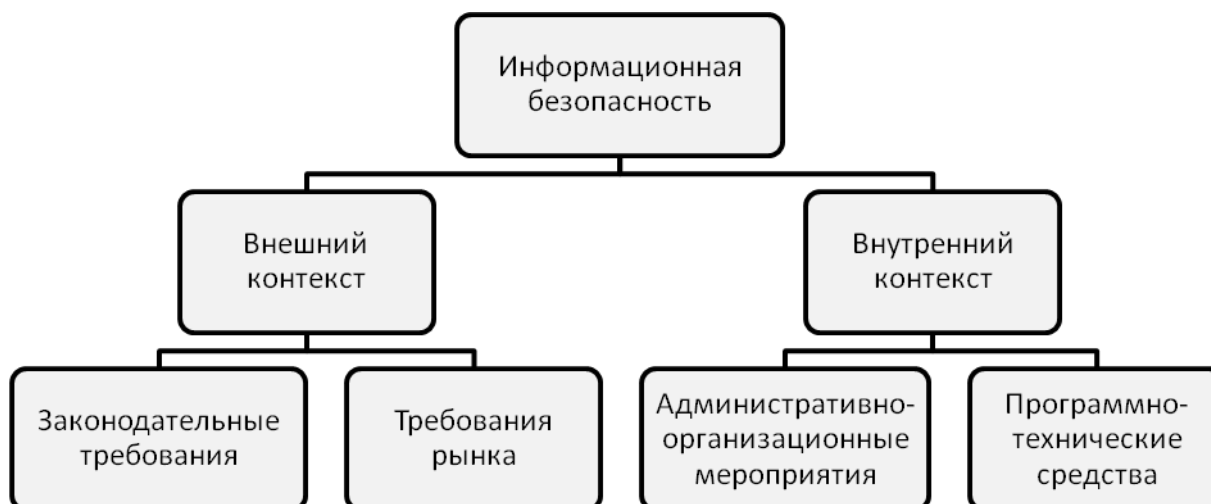 Информационная
безопасность
Внешний
контекст
Внутренний
контекст
Законодательные
требования
Требования
рынка
Административно-
организационные
мероприятия
Программно-
технические
средства